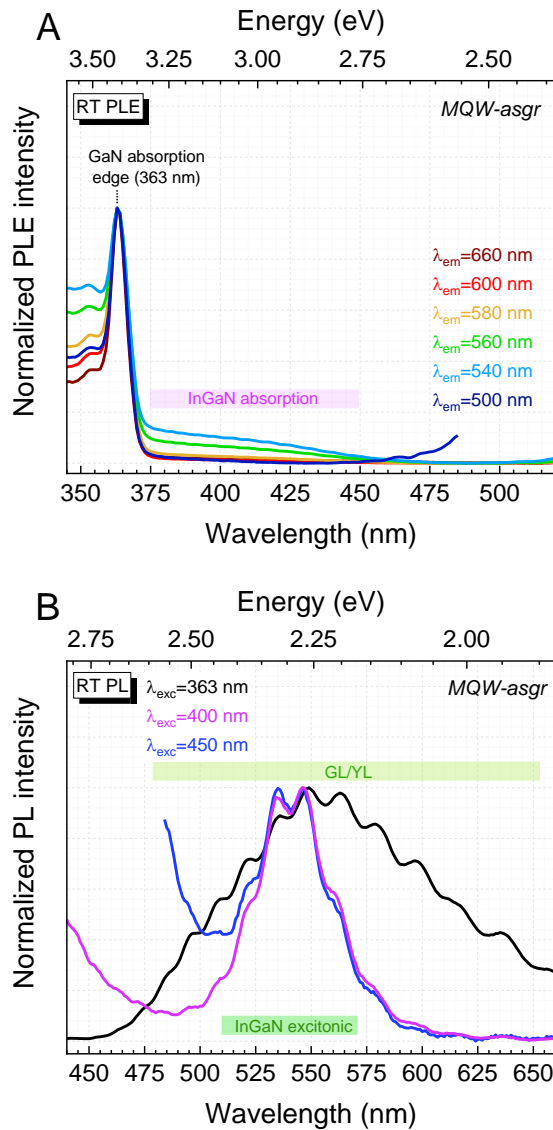 A
Energy (eV)
3.50 3.25 3.00 2.75 2.50
RT PLE
MQW-asgr
GaN absorption
edge (363 nm)
λem=660 nm
λem=600 nm
λem=580 nm
λem=560 nm
λem=540 nm
λem=500 nm
InGaN absorption
Normalized PLE intensity
345 375 400 425 450 475 500
Wavelength (nm)
B
Energy (eV)
2.75 2.50 2.25 2.00
RT PL
λexc=363 nm
MQW-asgr
λexc=400 nm
λexc=450 nm
GL/YL
InGaN excitonic
Normalized PL intensity
450 475 500 525 550 575 600 625 650
Wavelength (nm)